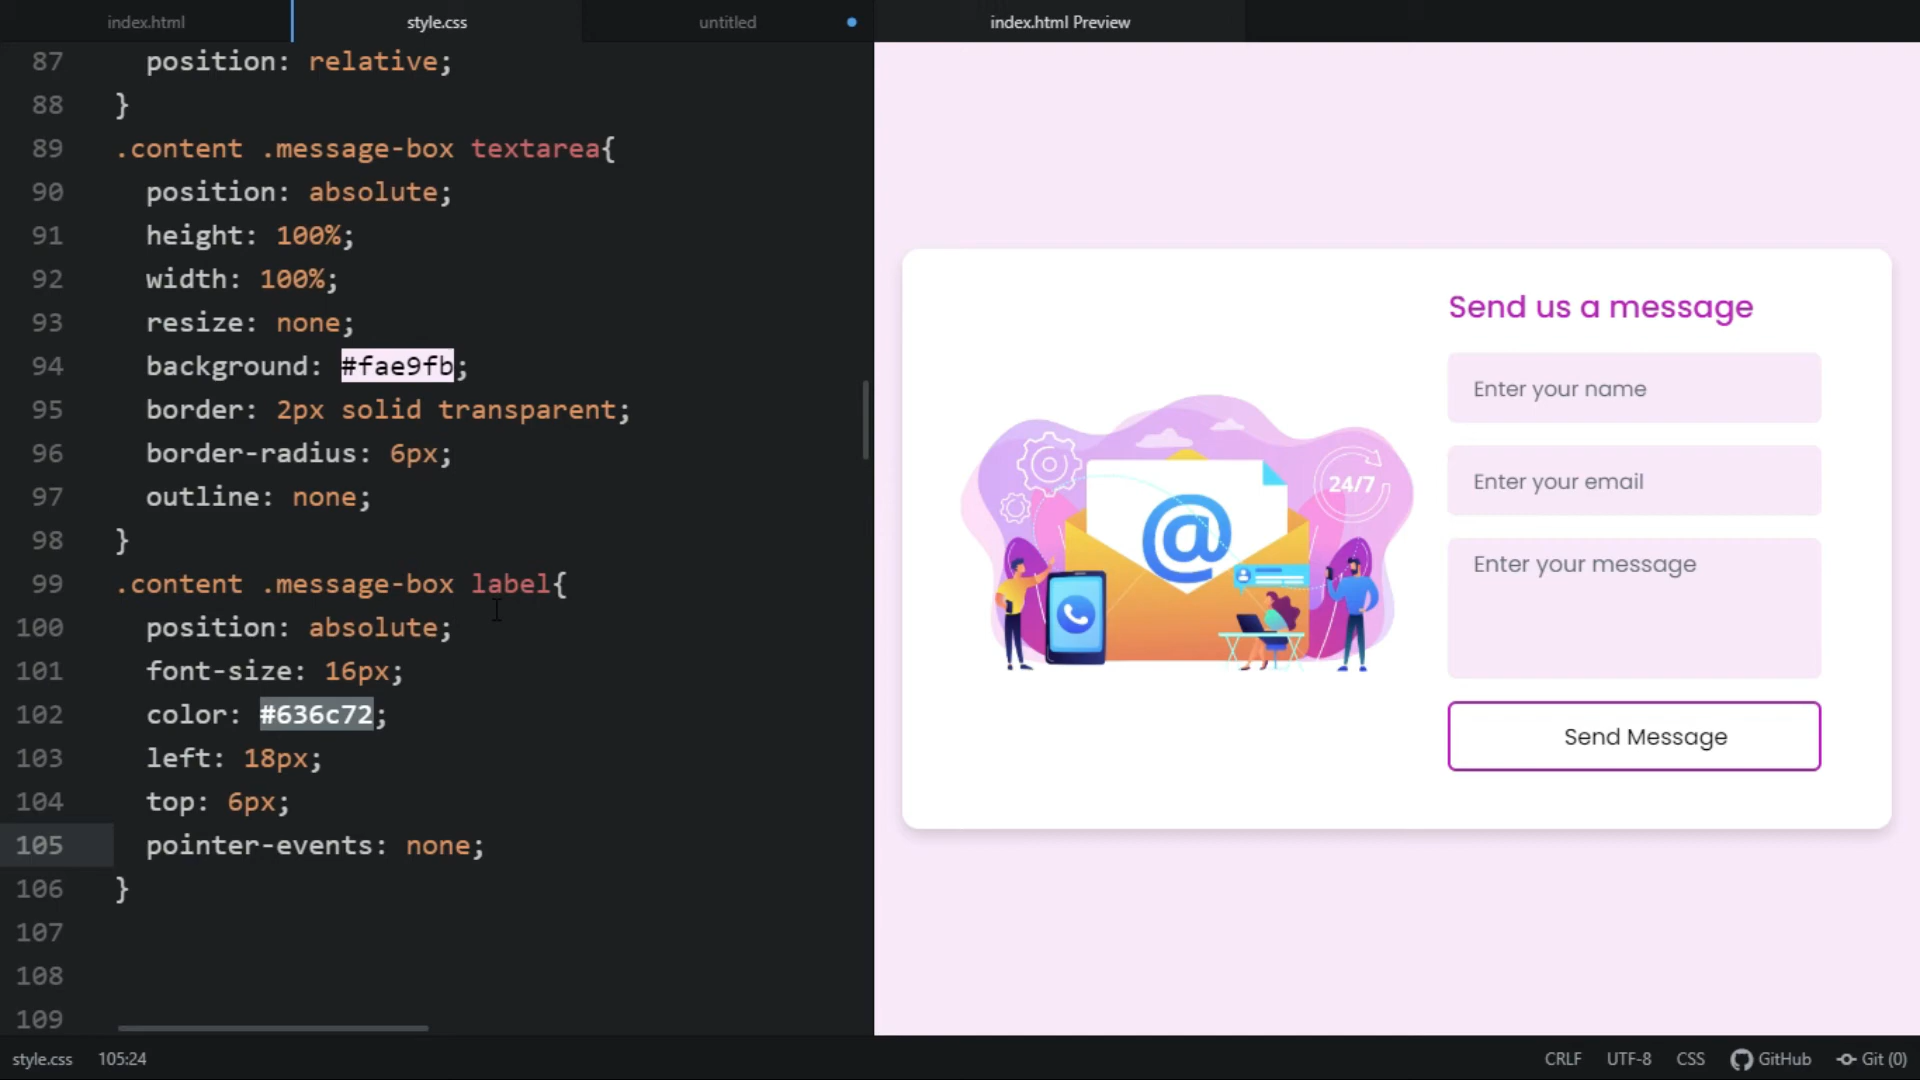 index.html
style.css
untitled
index.html Preview
87 position: relative;
88 }
89 .content .message-box textarea{
90 position: absolute;
91 height: 100%;
92 width: 100%;
93 resize: none;
94 background: #fae9fb;
95 border: 2px solid transparent;
96 border-radius: 6px;
97 outline: none;
98 }
99 .content .message-box label{
100 position: absolute;
101 font-size: 16px;
102 color: #636c72;
103 left: 18px;
104 top: 6px;
105 pointer-events: none;
106 }
107
108
109
24/7
@
Send us a message
Enter your name
Enter your email
Enter your message
Send Message
style.css 105:24
CRLF UTF-8 CSS GitHub Git (0)